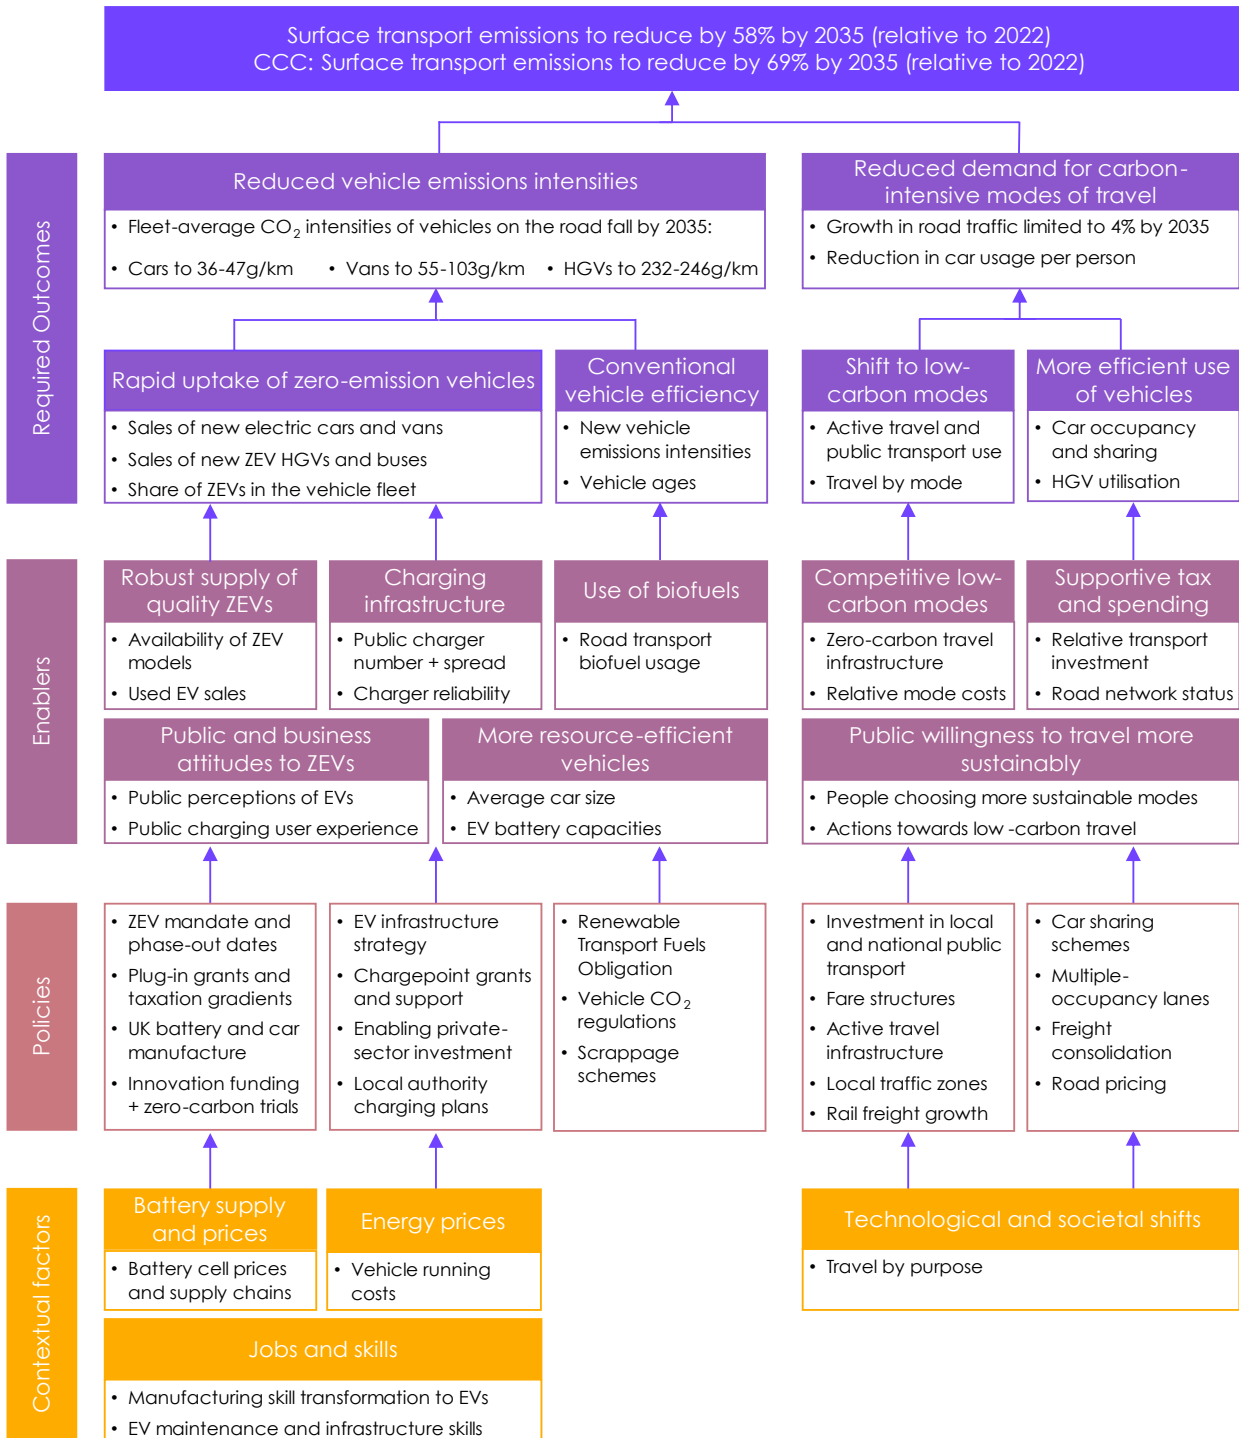 Surface transport emissions to reduce by 58% by 2035 (relative to 2022)
CCC: Surface transport emissions to reduce by 69% by 2035 (relative to 2022)
Required Outcomes
Reduced vehicle emissions intensities
• Fleet-average CO₂ intensities of vehicles on the road fall by 2035:
• Cars to 36-47g/km • Vans to 55-103g/km • HGVs to 232-246g/km
Reduced demand for carbon-
intensive modes of travel
• Growth in road traffic limited to 4% by 2035
• Reduction in car usage per person
Rapid uptake of zero-emission vehicles
• Sales of new electric cars and vans
• Sales of new ZEV HGVs and buses
• Share of ZEVs in the vehicle fleet
Conventional
vehicle efficiency
• New vehicle
emissions intensities
• Vehicle ages
Shift to low-
carbon modes
• Active travel and
public transport use
• Travel by mode
More efficient use
of vehicles
• Car occupancy
and sharing
• HGV utilisation
Enablers
Robust supply of
quality ZEVs
• Availability of ZEV
models
• Used EV sales
Charging
infrastructure
• Public charger
number + spread
• Charger reliability
Use of biofuels
• Road transport
biofuel usage
Competitive low-
carbon modes
• Zero-carbon travel
infrastructure
• Relative mode costs
Supportive tax
and spending
• Relative transport
investment
• Road network status
Public and business
attitudes to ZEVs
• Public perceptions of EVs
• Public charging user experience
More resource-efficient
vehicles
• Average car size
• EV battery capacities
Public willingness to travel more
sustainably
• People choosing more sustainable modes
• Actions towards low -carbon travel
Policies
• ZEV mandate and
phase-out dates
• Plug-in grants and
taxation gradients
• UK battery and car
manufacture
• Innovation funding
+ zero-carbon trials
• EV infrastructure
strategy
• Chargepoint grants
and support
• Enabling private-
sector investment
• Local authority
charging plans
• Renewable
Transport Fuels
Obligation
• Vehicle CO₂
regulations
• Scrappage
schemes
• Investment in local
and national public
transport
• Fare structures
• Active travel
infrastructure
• Local traffic zones
• Rail freight growth
• Car sharing
schemes
• Multiple-
occupancy lanes
• Freight
consolidation
• Road pricing
Contextual factors
Battery supply
and prices
• Battery cell prices
and supply chains
Energy prices
• Vehicle running
costs
Technological and societal shifts
• Travel by purpose
Jobs and skills
• Manufacturing skill transformation to EVs
• EV maintenance and infrastructure skills